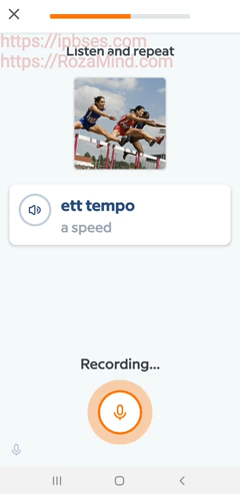 https://ipbses.com
Listen and repeat
https://RozaMind.com
ett tempo
a speed
Recording...